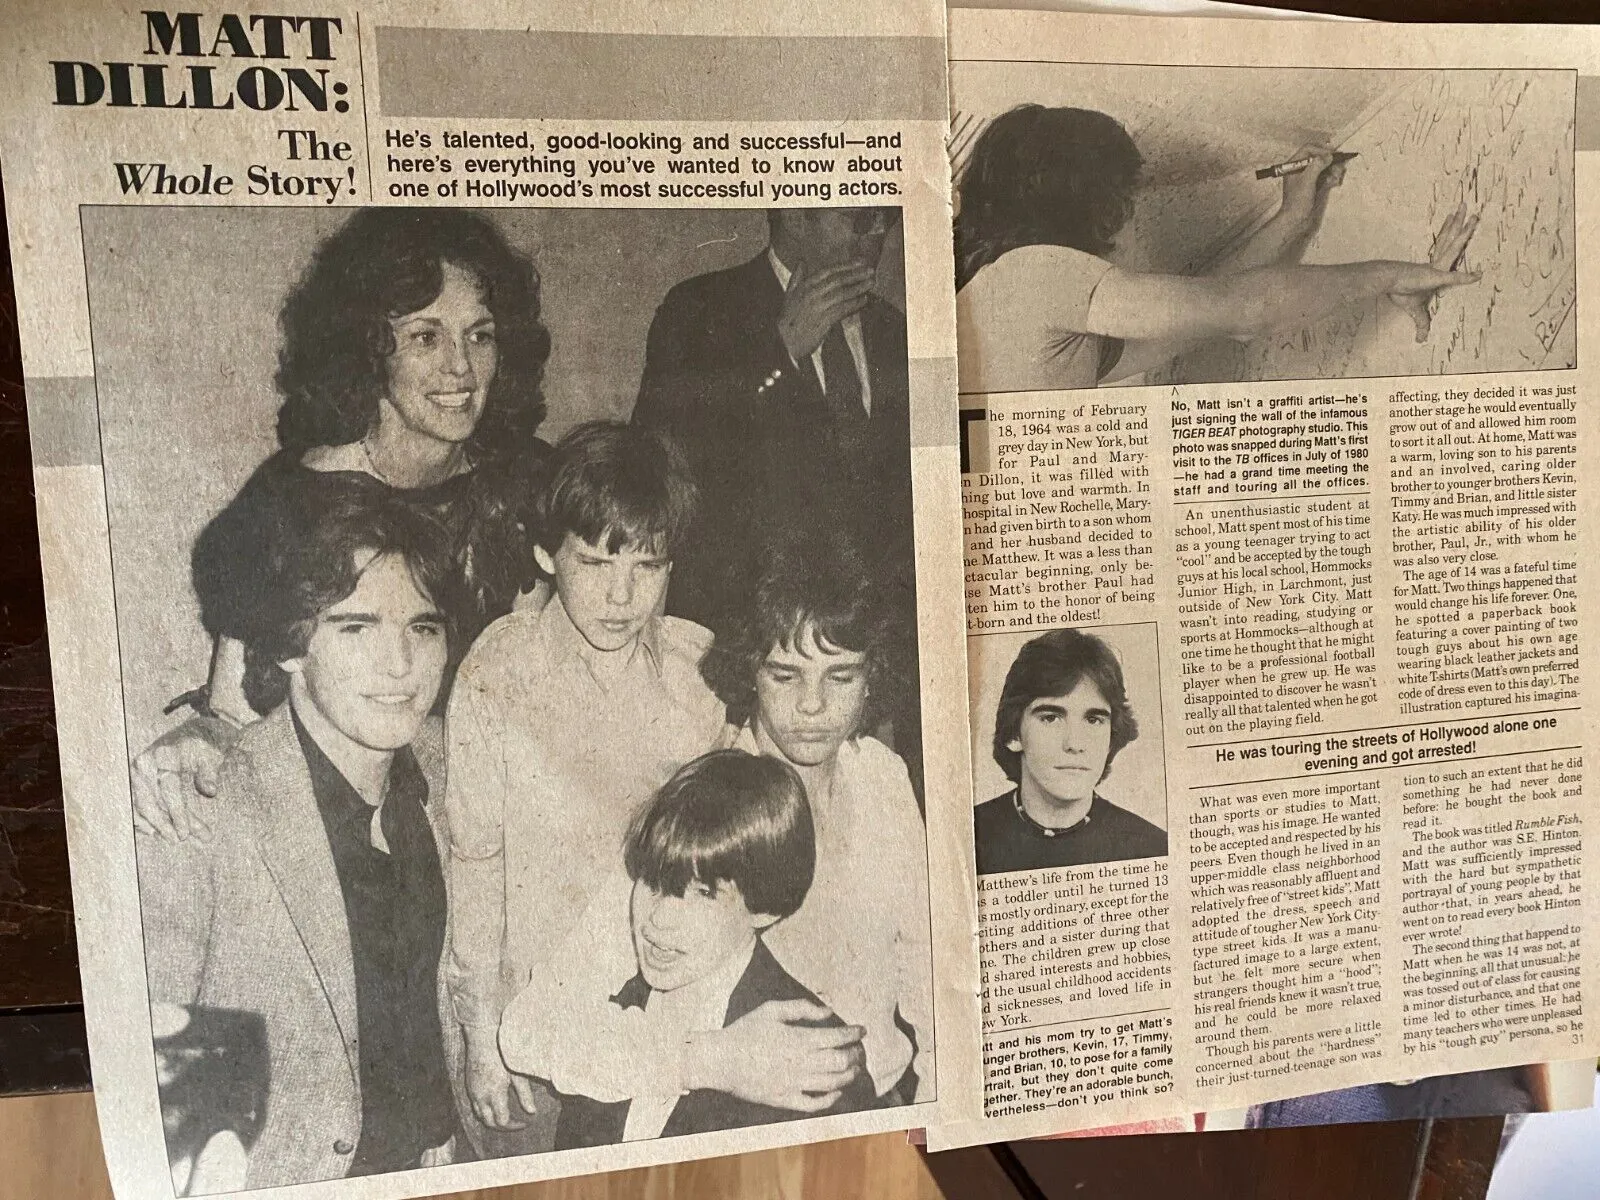 MATT
DILLON:
The
Whole Story!
He's talented, good-looking and successful—and
here's everything you've wanted to know about
one of Hollywood's most successful young actors.
he morning of February
18, 1964 was a cold and
grey day in New York, but
for Paul and Mary-
n Dillon, it was filled with
hing but love and warmth. In
hospital in New Rochelle, Mary-
n had given birth to a son whom
and her husband decided to
ne Matthew. It was a less than
ctacular beginning, only be-
se Matt's brother Paul had
ten him to the honor of being
t-born and the oldest!
Matthew's life from the time he
s a toddler until he turned 13
s mostly ordinary, except for the
citing additions of three other
others and a sister during that
ne. The children grew up close
d shared interests and hobbies,
d the usual childhood accidents
d sicknesses, and loved life in
ew York.
tt and his mom try to get Matt's
unger brothers, Kevin, 17, Timmy,
, and Brian, 10, to pose for a family
rtrait, but they don't quite come
gether. They're an adorable bunch,
vertheless—don't you think so?
No, Matt isn't a graffiti artist—he's
just signing the wall of the infamous
TIGER BEAT photography studio. This
photo was snapped during Matt's first
visit to the TB offices in July of 1980
—he had a grand time meeting the
staff and touring all the offices.
An unenthusiastic student at
school, Matt spent most of his time
as a young teenager trying to act
"cool" and be accepted by the tough
guys at his local school, Hommocks
Junior High, in Larchmont, just
outside of New York City. Matt
wasn't into reading, studying or
sports at Hommocks—although at
one time he thought that he might
like to be a professional football
player when he grew up. He was
disappointed to discover he wasn't
really all that talented when he got
out on the playing field.
He was touring the streets of Hollywood alone one
evening and got arrested!
What was even more important
than sports or studies to Matt,
though, was his image. He wanted
to be accepted and respected by his
peers. Even though he lived in an
upper-middle class neighborhood
which was reasonably affluent and
relatively free of "street kids", Matt
adopted the dress, speech and
attitude of tougher New York City-
type street kids. It was a manu-
factured image to a large extent,
but he felt more secure when
strangers thought him a "hood";
his real friends knew it wasn't true,
and he could be more relaxed
around them.
Though his parents were a little
concerned about the "hardness"
their just-turned-teenage son was
affecting, they decided it was just
another stage he would eventually
grow out of and allowed him room
to sort it all out. At home, Matt was
a warm, loving son to his parents
and an involved, caring older
brother to younger brothers Kevin,
Timmy and Brian, and little sister
Katy. He was much impressed with
the artistic ability of his older
brother, Paul, Jr., with whom he
was also very close.
The age of 14 was a fateful time
for Matt. Two things happened that
would change his life forever. One,
he spotted a paperback book
featuring a cover painting of two
tough guys about his own age
wearing black leather jackets and
white T-shirts (Matt's own preferred
code of dress even to this day). The
illustration captured his imagina-
tion to such an extent that he did
something he had never done
before: he bought the book and
read it.
The book was titled Rumble Fish,
and the author was S.E. Hinton.
Matt was sufficiently impressed
with the hard but sympathetic
portrayal of young people by that
author that, in years ahead, he
went on to read every book Hinton
ever wrote!
The second thing that happend to
Matt when he was 14 was not, at
the beginning, all that unusual: he
was tossed out of class for causing
a minor disturbance, and that one
time led to other times. He had
many teachers who were unpleased
by his "tough guy" persona, so he
31